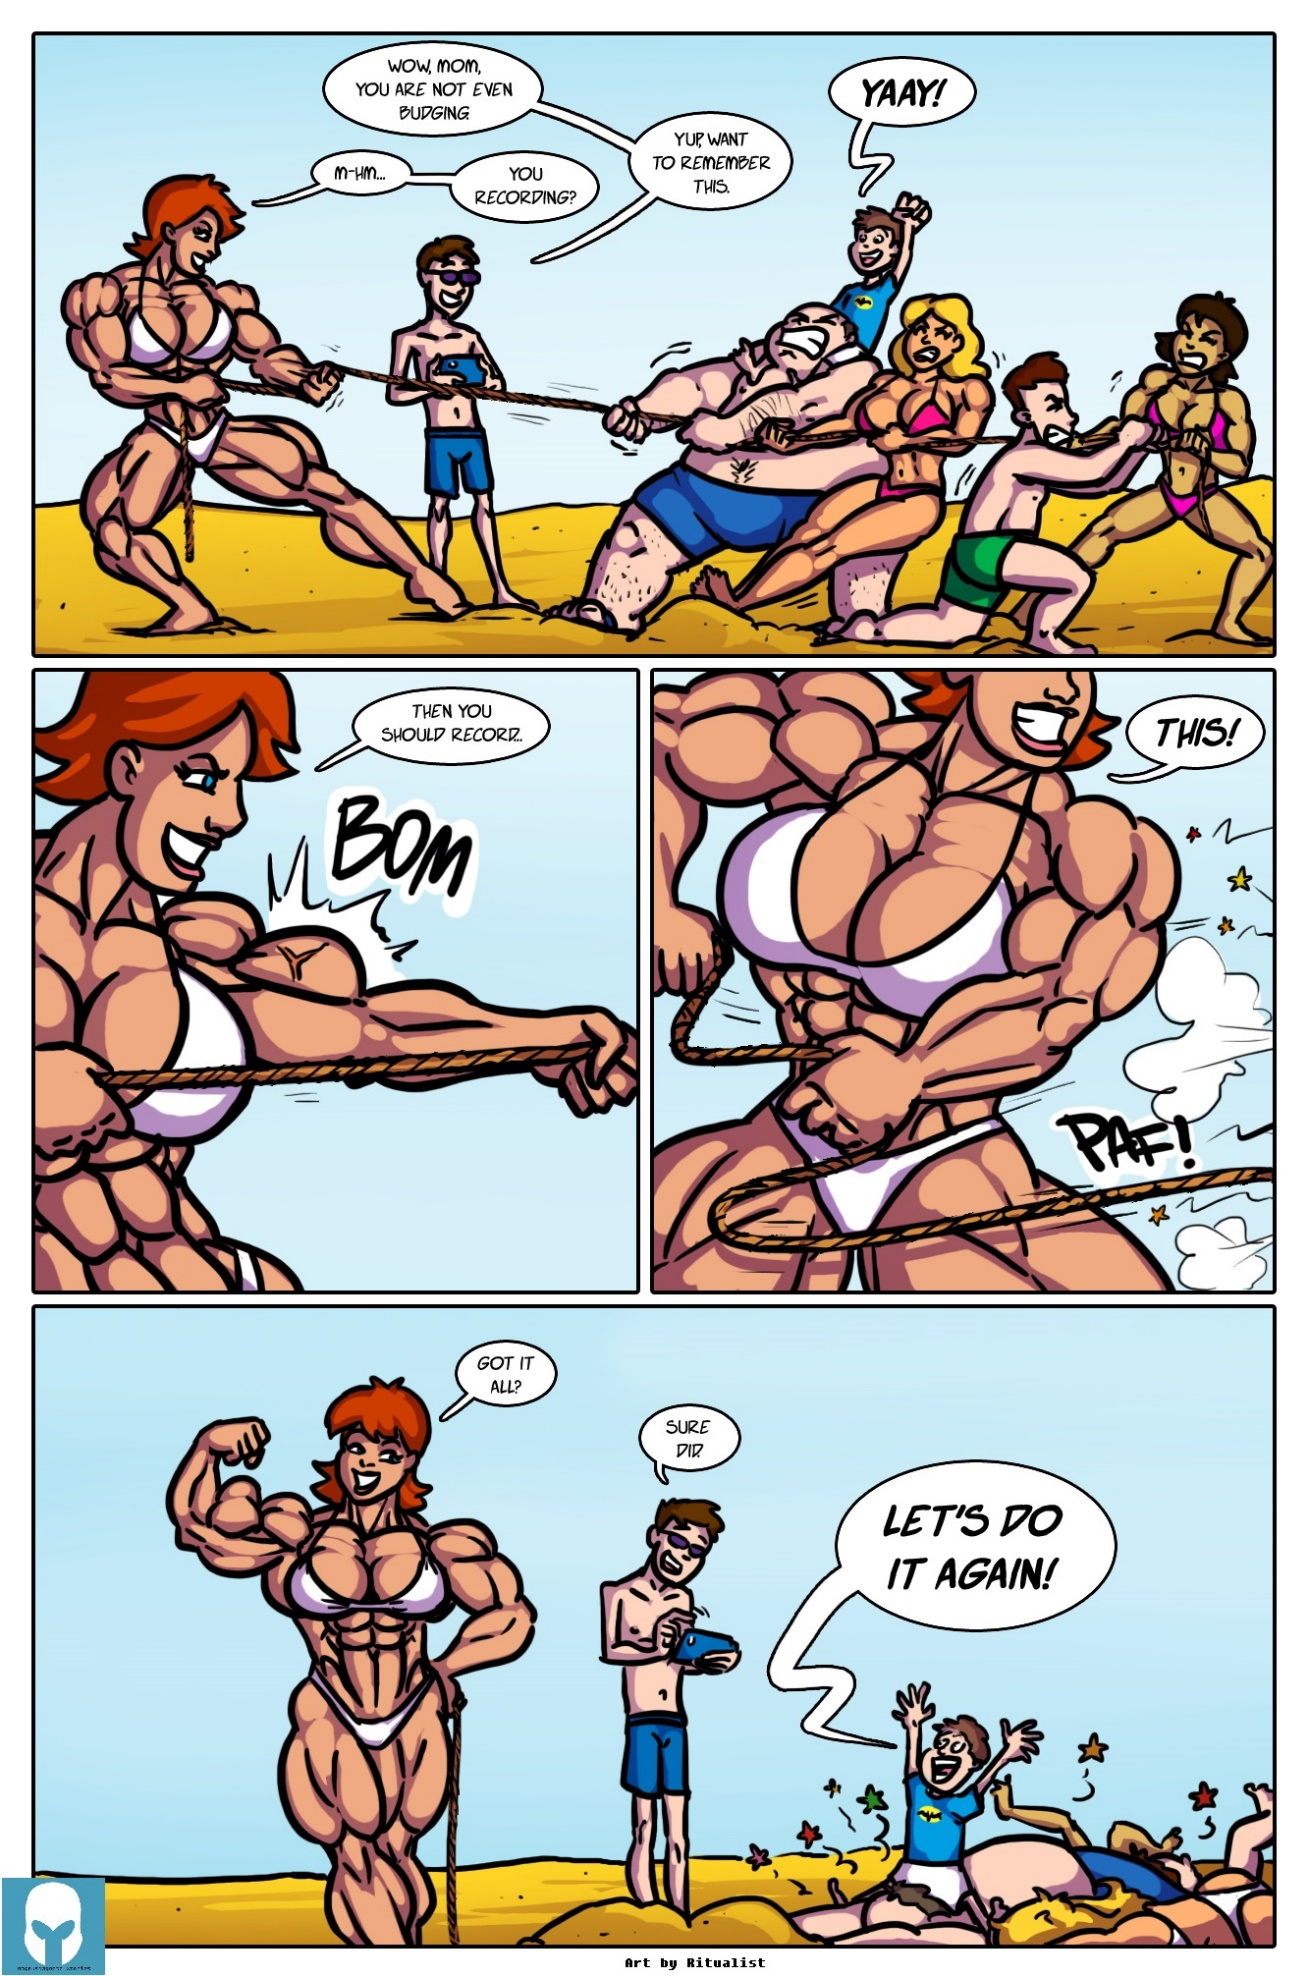 WOW, MOM,
YOU ARE NOT EVEN
BUDGING.
YUP, WANT
TO REMEMBER
THIS.
M-HM...
YOU
RECORDING?
YAAY!
THEN YOU
SHOULD RECORD...
BOM
THIS!
PAF!
GOT IT
ALL?
SURE
DID.
LET'S DO
IT AGAIN!
Art by Ritualist